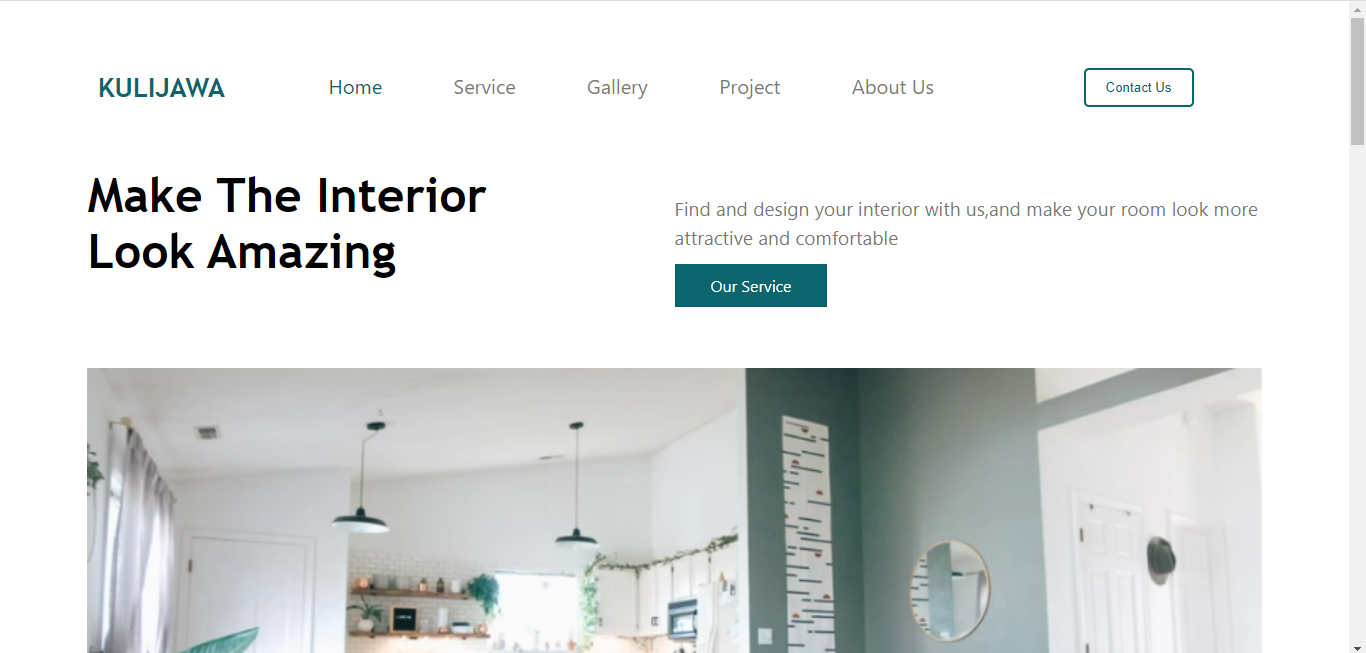 KULIJAWA
Home
Service
Gallery
Project
About Us
Contact Us
Make The Interior
Look Amazing
Find and design your interior with us,and make your room look more
attractive and comfortable
Our Service